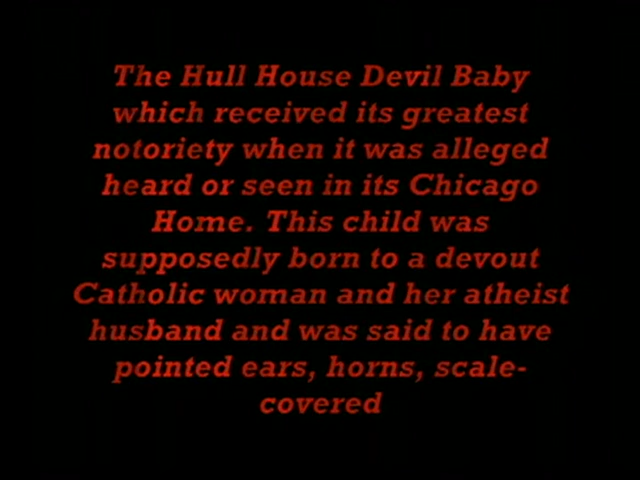 The Hull House Devil Baby
which received its greatest
notoriety when it was alleged
heard or seen in its Chicago
Home. This child was
supposedly born to a devout
Catholic woman and her atheist
husband and was said to have
pointed ears, horns, scale-
covered